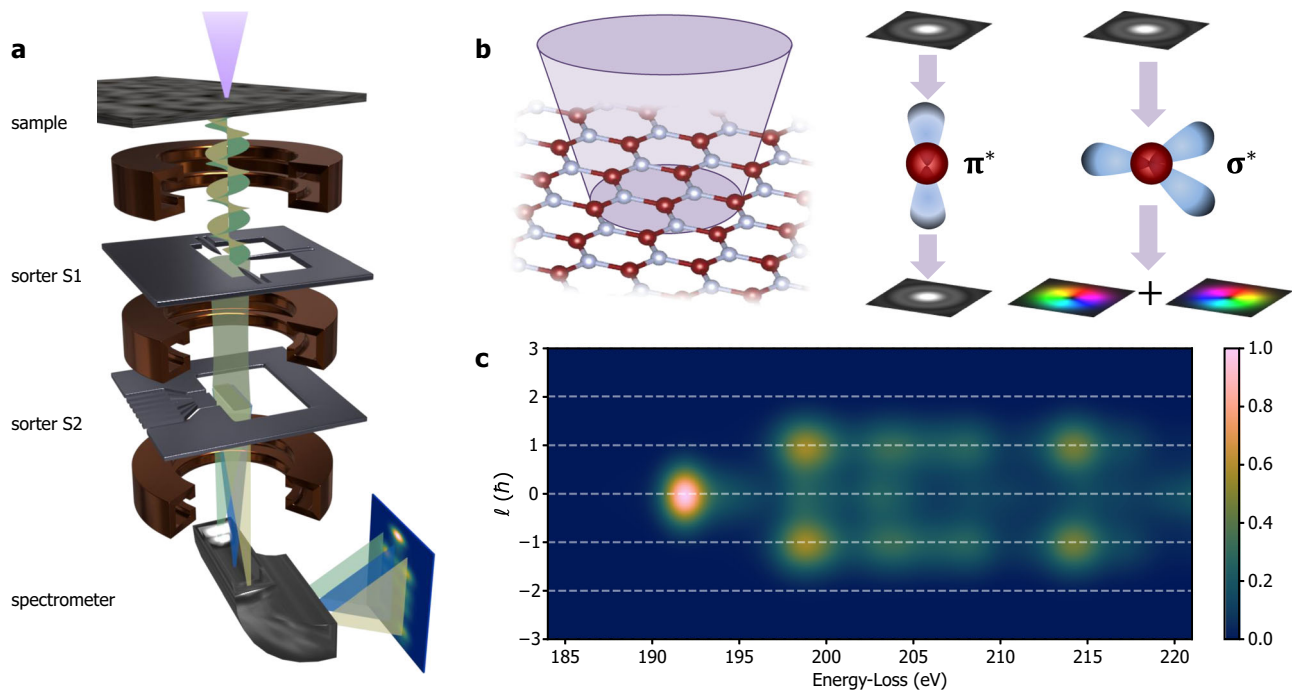 a
sample
sorter S1
sorter S2
spectrometer
b
π*
σ*
+
c
ℓ (ħ)
3
2
1
0
−1
−2
−3
185 190 195 200 205 210 215 220
Energy-Loss (eV)
1.0
0.8
0.6
0.4
0.2
0.0